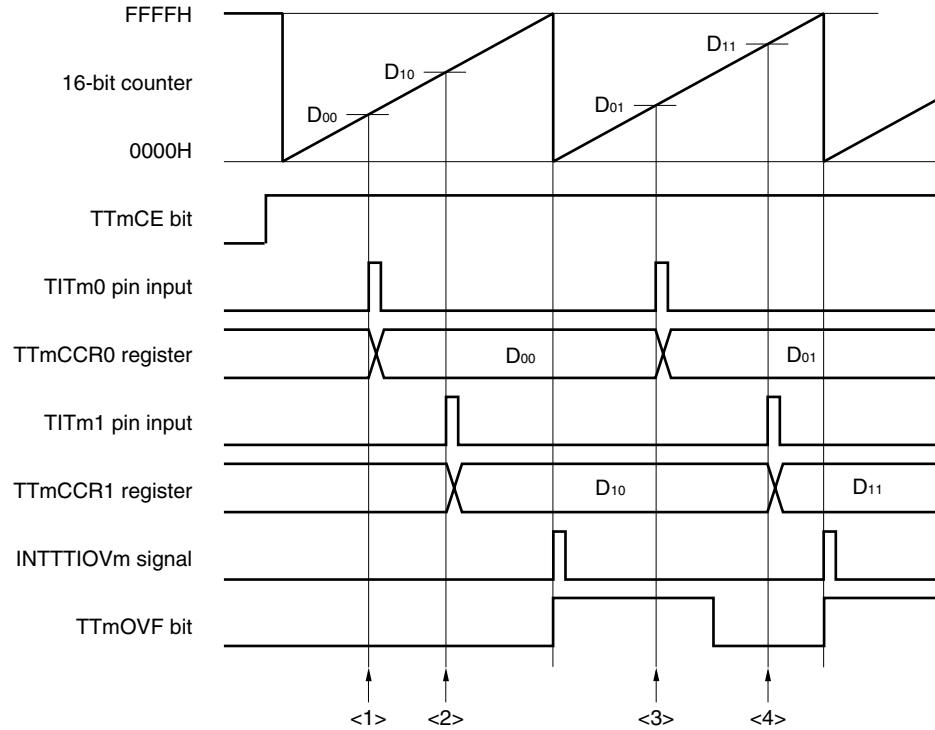 FFFFH
D11
D10
16-bit counter
D01
D00
0000H
TTmCE bit
TITm0 pin input
TTmCCR0 register
D00
D01
TITm1 pin input
TTmCCR1 register
D10
D11
INTTTIOVm signal
TTmOVF bit
<1>
<2>
<3>
<4>